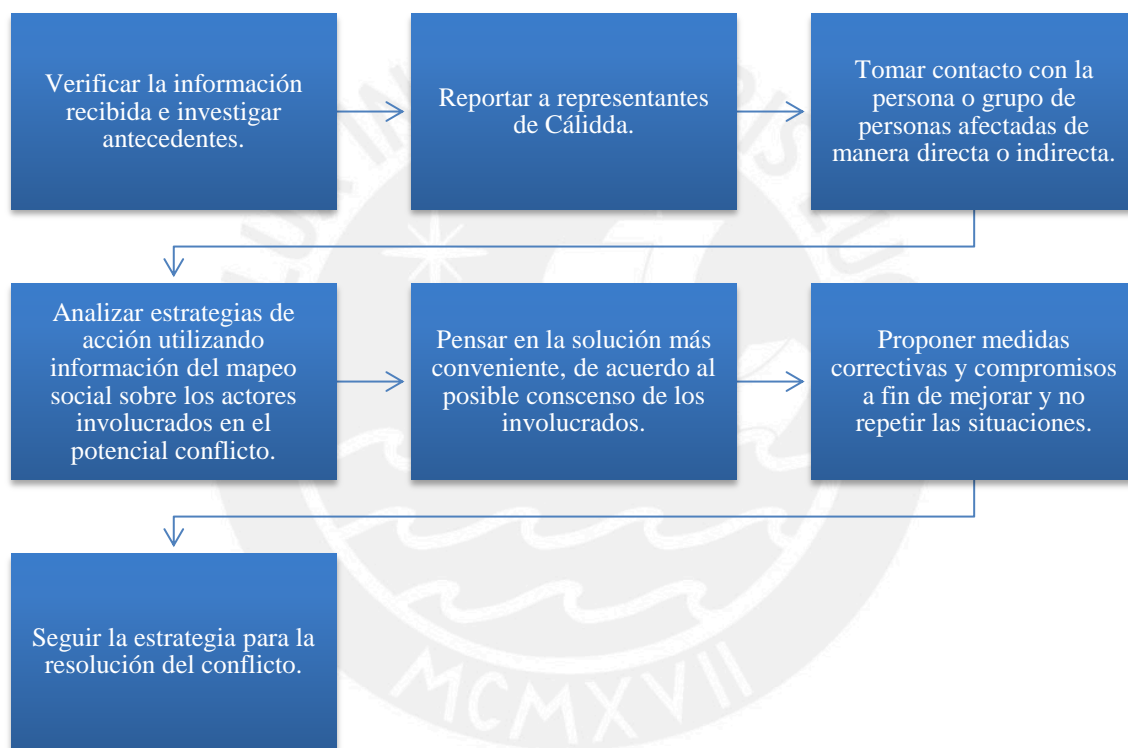 Verificar la información
recibida e investigar
antecedentes.
Reportar a representantes
de Cálidda.
Tomar contacto con la
persona o grupo de
personas afectadas de
manera directa o indirecta.
Analizar estrategias de
acción utilizando
información del mapeo
social sobre los actores
involucrados en el
potencial conflicto.
Pensar en la solución más
conveniente, de acuerdo al
posible conscenso de los
involucrados.
Proponer medidas
correctivas y compromisos
a fin de mejorar y no
repetir las situaciones.
Seguir la estrategia para la
resolución del conflicto.
MCMXVII